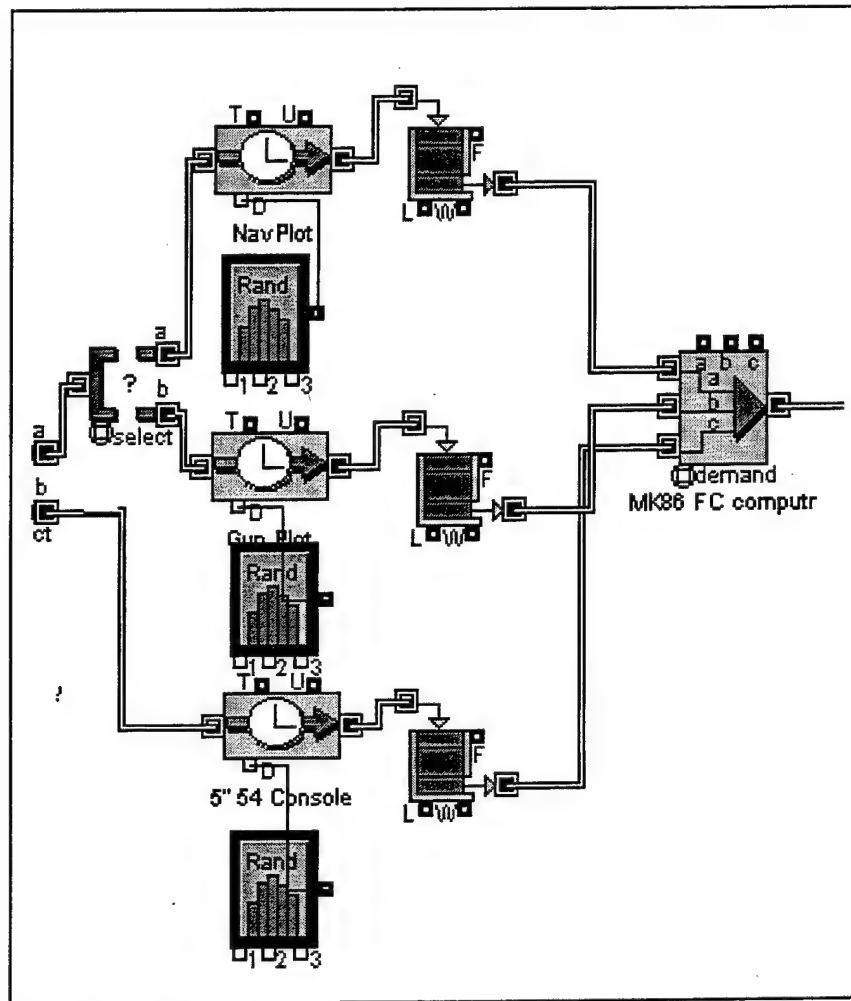 T U
F
D
L W
Nav Plot
Rand
a
1 2 3
a b c
a
?
b
b
T U
c
a
select
F
demand
b
D
L W
MK86 FC computr
ct
Gun Plot
Rand
1 2 3
T U
?
F
D
5" 54 Console
L W
Rand
1 2 3